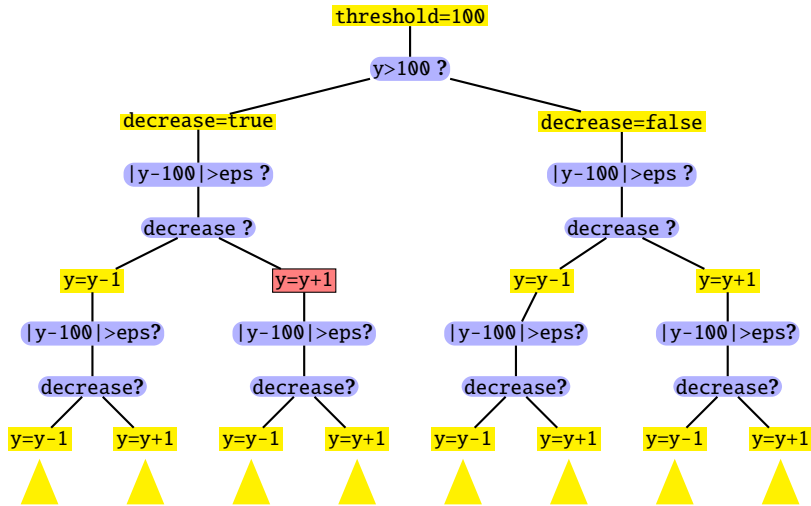 threshold=100
y>100 ?
decrease=true
decrease=false
|y-100|>eps ?
|y-100|>eps ?
decrease ?
decrease ?
y=y-1
y=y+1
y=y-1
y=y+1
|y-100|>eps?
|y-100|>eps?
|y-100|>eps?
|y-100|>eps?
decrease?
decrease?
decrease?
decrease?
y=y-1
y=y+1
y=y-1
y=y+1
y=y-1
y=y+1
y=y-1
y=y+1